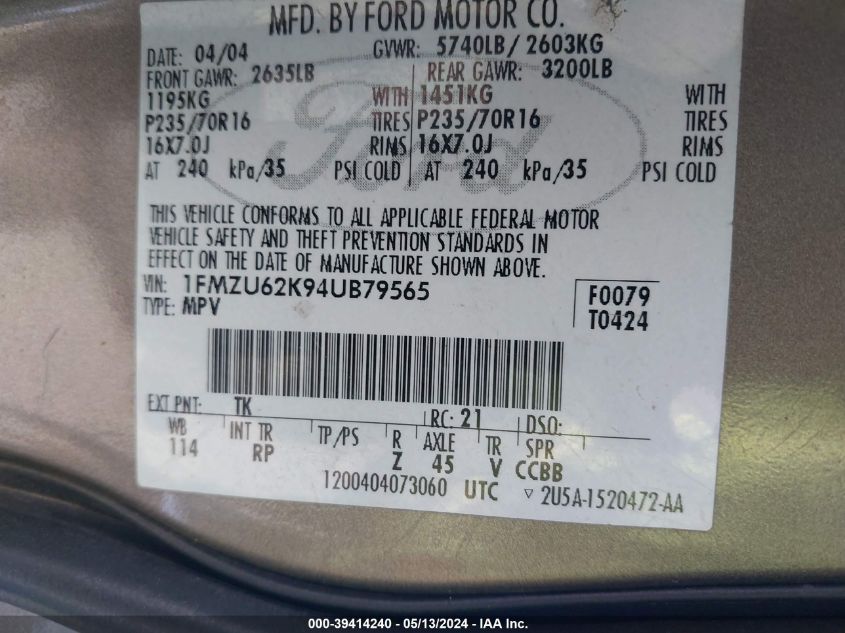 MFD. BY FORD MOTOR CO.
DATE: 04/04 GVWR: 5740LB / 2603KG
FRONT GAWR: 2635LB REAR GAWR: 3200LB
1195KG WITH 1451KG WITH
P235/70R16 TIRES P235/70R16 TIRES
16X7.0J RIMS 16X7.0J RIMS
AT 240 kPa/35 PSI COLD AT 240 kPa/35 PSI COLD
Ford
THIS VEHICLE CONFORMS TO ALL APPLICABLE FEDERAL MOTOR
VEHICLE SAFETY AND THEFT PREVENTION STANDARDS IN
EFFECT ON THE DATE OF MANUFACTURE SHOWN ABOVE.
VIN: 1FMZU62K94UB79565 F0079
TYPE: MPV T0424
EXT PNT: TK RC: 21 DSO:
WB INT TR TP/PS R AXLE TR SPR
114 RP Z 45 V CCBB
1200404073060 UTC ▿ 2U5A-1520472-AA
000-39414240 - 05/13/2024 - IAA Inc.